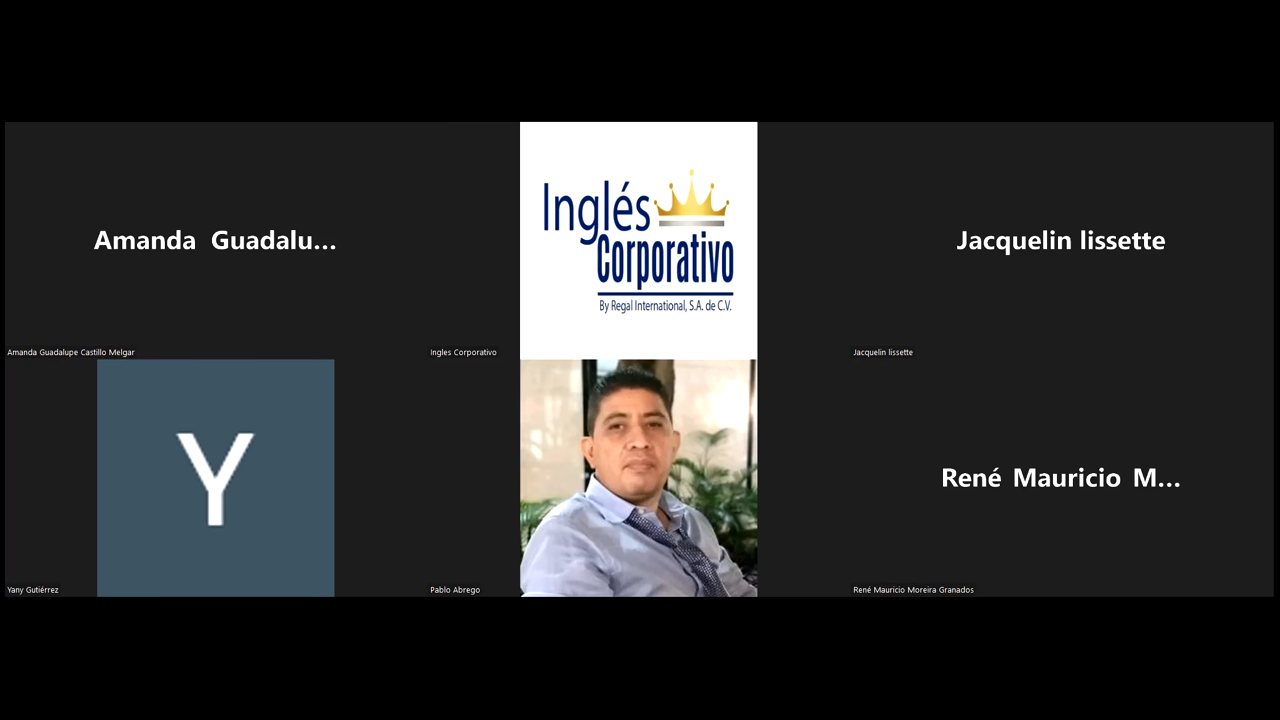 Amanda Guadalu...
Amanda Guadalupe Castillo Melgar
Inglés
Corporativo
By Regal International, S.A. de C.V.
Ingles Corporativo
Jacquelin lissette
Jacquelin lissette
Y
Yany Gutiérrez
Pablo Abrego
René Mauricio M...
René Mauricio Moreira Granados